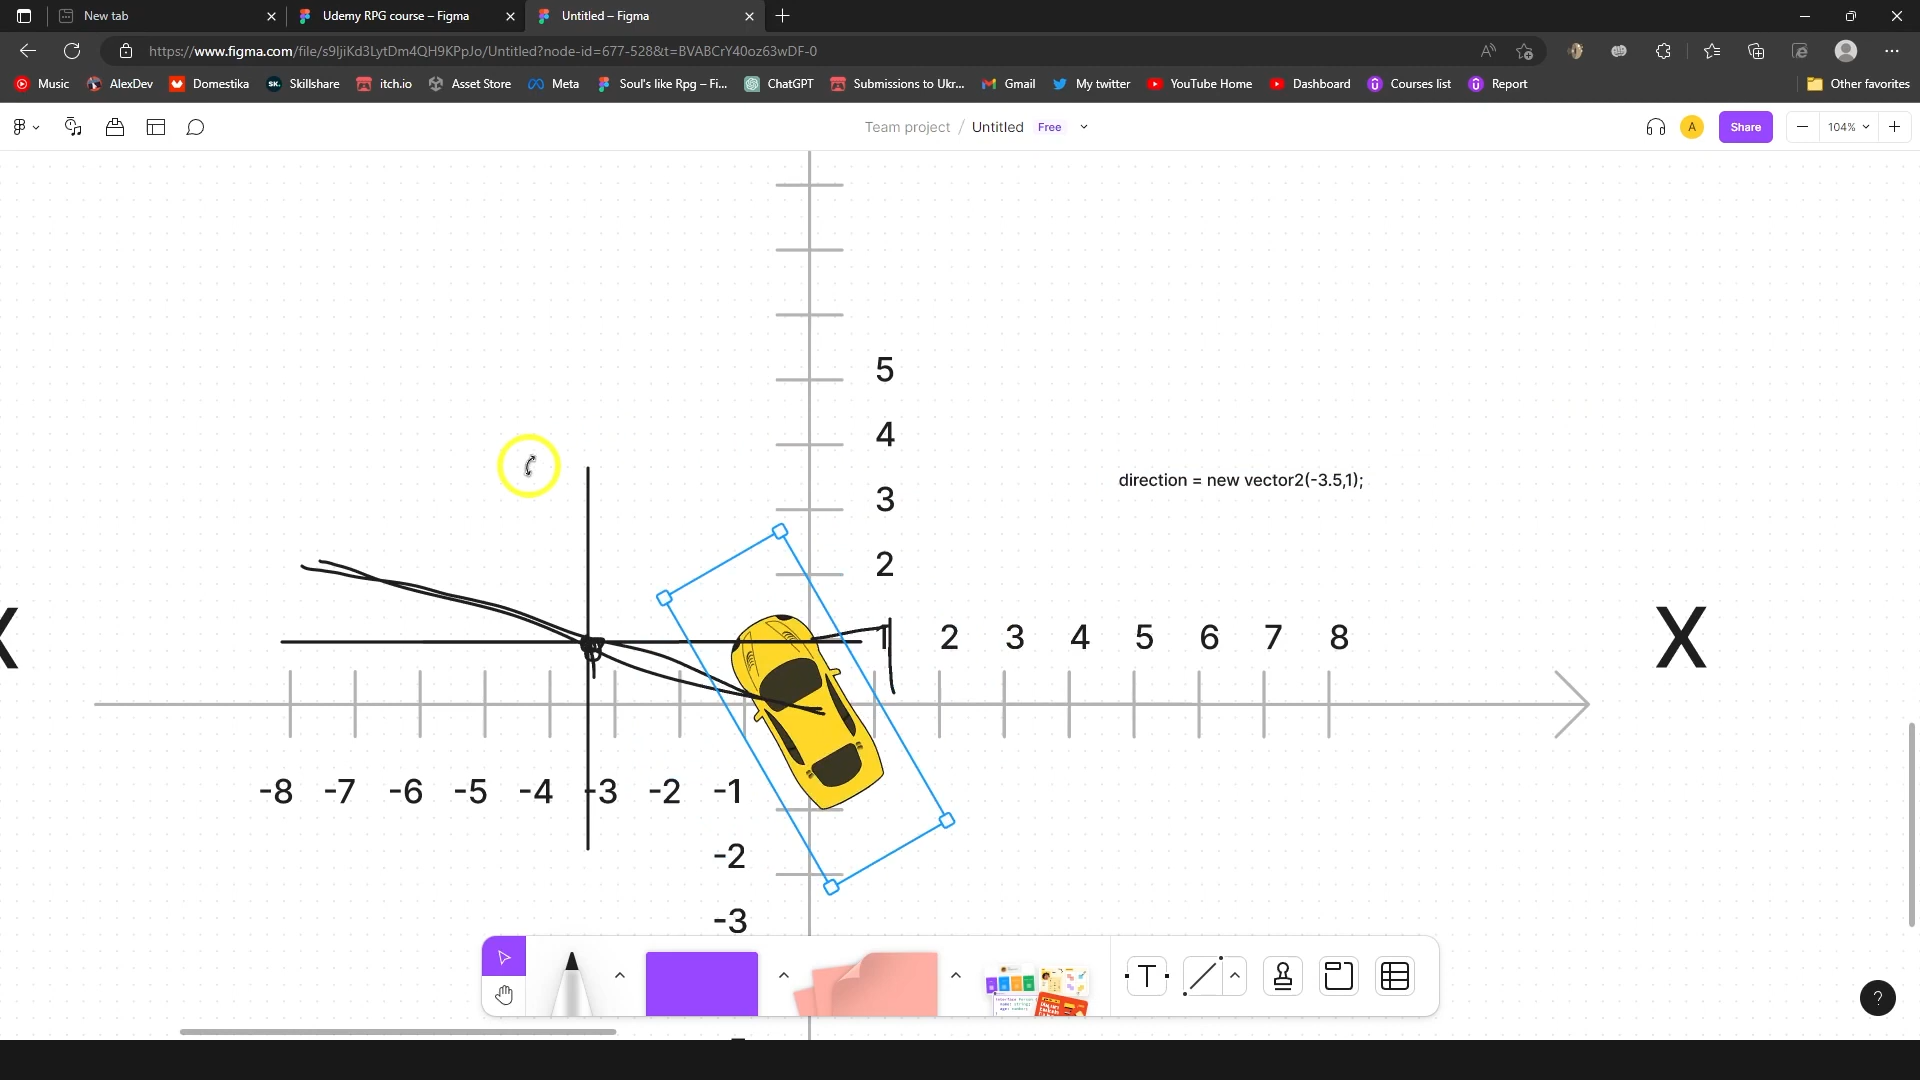 New tab
Udemy RPG course – Figma
Untitled – Figma
https://www.figma.com/file/s9IjiKd3LytDm4QH9KPpJo/Untitled?node-id=677-528&t=BVABCrY40oz63wDF-0
Music
AlexDev
Domestika
SK.
Skillshare
itch.io
Asset Store
Meta
Soul's like Rpg – Fi...
ChatGPT
Submissions to Ukr...
Gmail
My twitter
YouTube Home
Dashboard
Courses list
Report
Other favorites
Team project / Untitled
Free
A
Share
104%
5
4
3
2
direction = new vector2(-3.5,1);
X
1 2 3 4 5 6 7 8
X
-8 -7 -6 -5 -4 -3 -2 -1
-2
-3
T
?